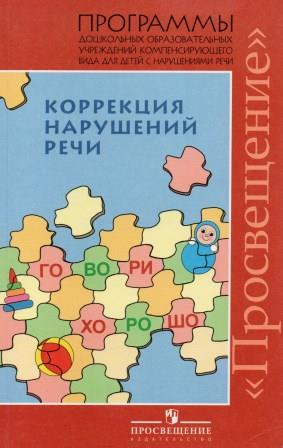 ПРОГРАММЫ
ДОШКОЛЬНЫХ ОБРАЗОВАТЕЛЬНЫХ
УЧРЕЖДЕНИЙ КОМПЕНСИРУЮЩЕГО
ВИДА ДЛЯ ДЕТЕЙ С НАРУШЕНИЯМИ РЕЧИ
КОРРЕКЦИЯ
НАРУШЕНИЙ
РЕЧИ
ГО ВО РИ
ХО РО ШО
«Просвещение»
ПРОСВЕЩЕНИЕ
ИЗДАТЕЛЬСТВО